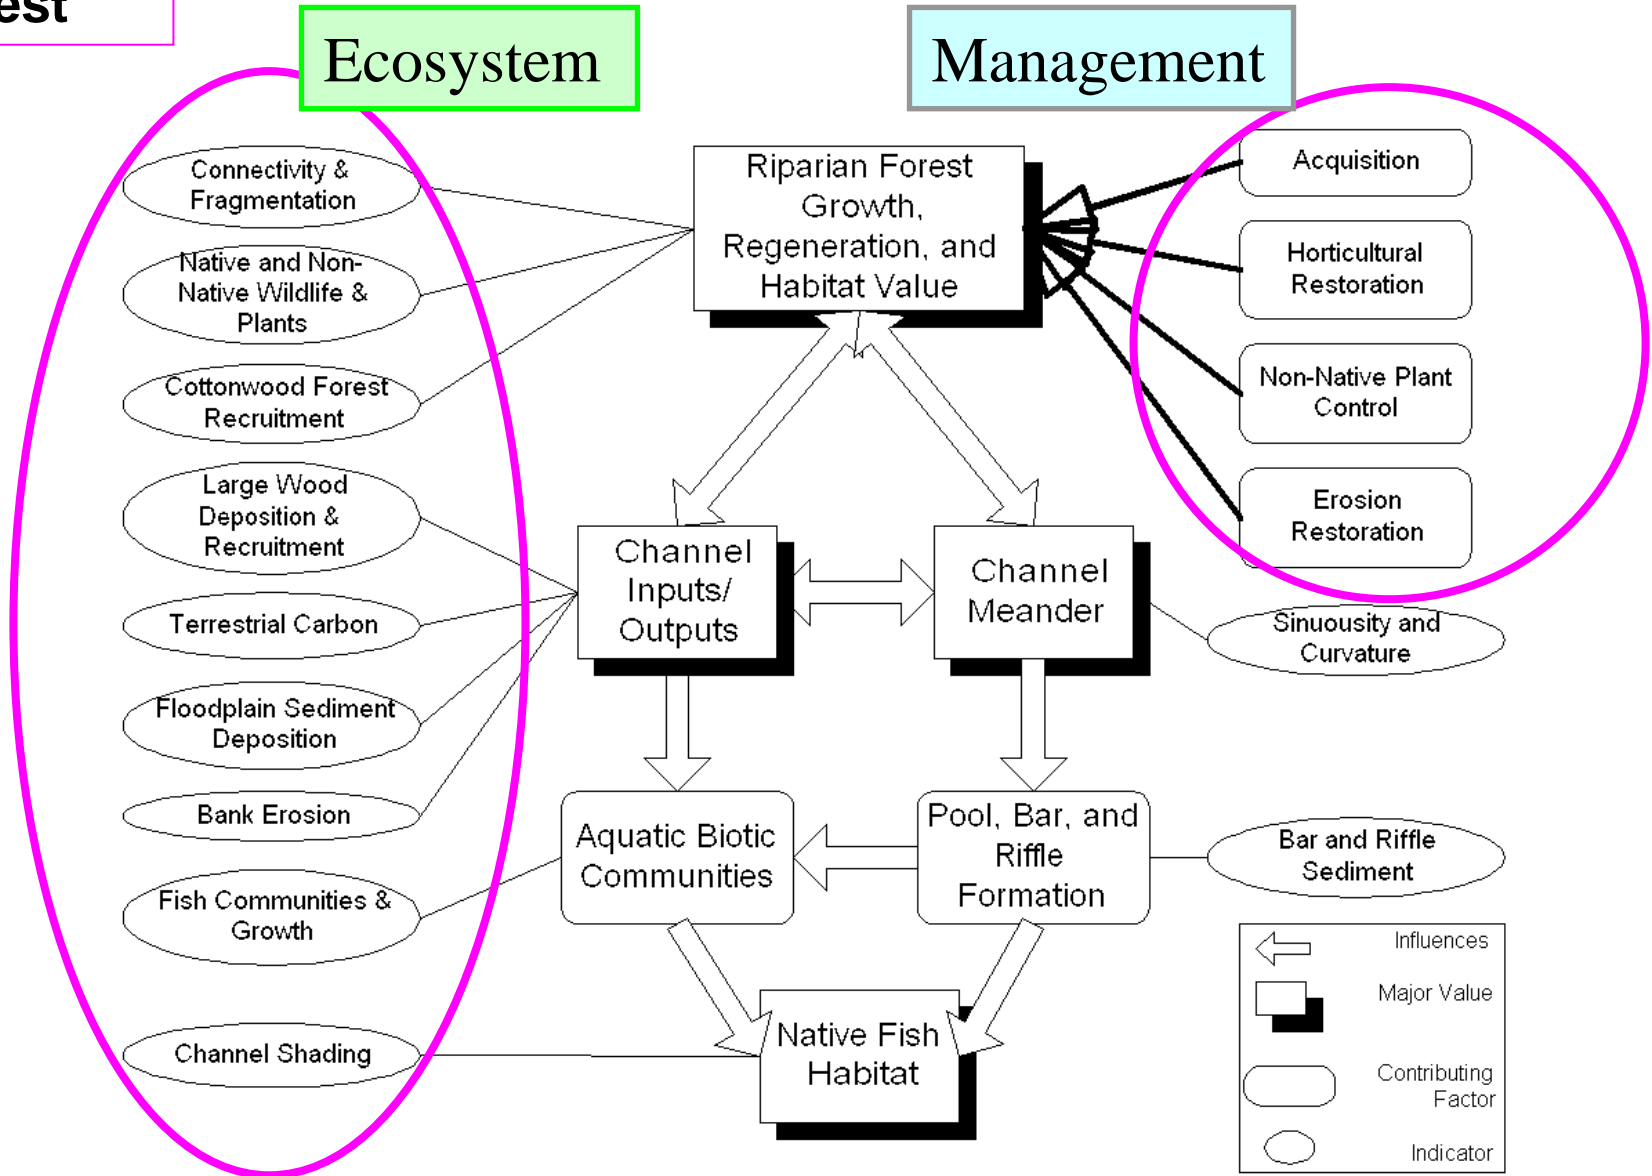 est
Ecosystem
Management
Connectivity &
Fragmentation
Native and Non-
Native Wildlife &
Plants
Cottonwood Forest
Recruitment
Large Wood
Deposition &
Recruitment
Terrestrial Carbon
Floodplain Sediment
Deposition
Bank Erosion
Fish Communities &
Growth
Channel Shading
Riparian Forest
Growth,
Regeneration, and
Habitat Value
Channel
Inputs/
Outputs
Channel
Meander
Aquatic Biotic
Communities
Pool, Bar, and
Riffle
Formation
Native Fish
Habitat
Acquisition
Horticultural
Restoration
Non-Native Plant
Control
Erosion
Restoration
Sinuousity and
Curvature
Bar and Riffle
Sediment
Influences
Major Value
Contributing
Factor
Indicator